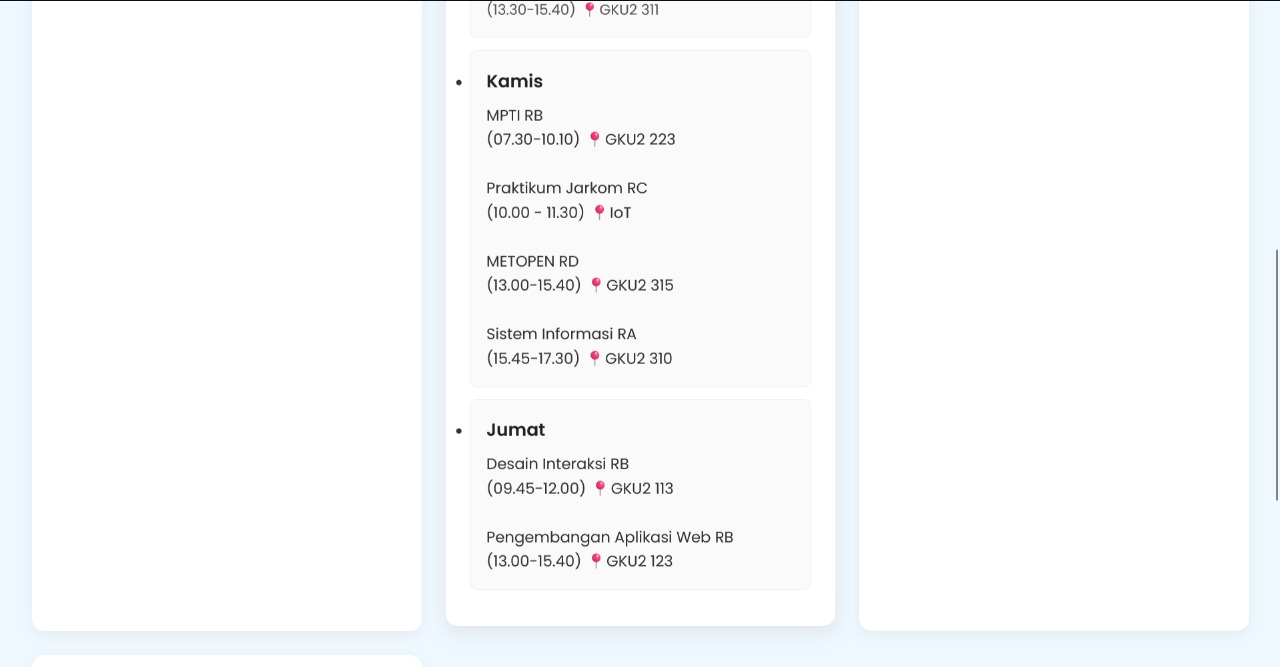 (13.30-15.40) 📍 GKU2 311
Kamis
MPTI RB
(07.30-10.10) 📍 GKU2 223
Praktikum Jarkom RC
(10.00 - 11.30) 📍 IoT
METOPEN RD
(13.00-15.40) 📍 GKU2 315
Sistem Informasi RA
(15.45-17.30) 📍 GKU2 310
Jumat
Desain Interaksi RB
(09.45-12.00) 📍 GKU2 113
Pengembangan Aplikasi Web RB
(13.00-15.40) 📍 GKU2 123